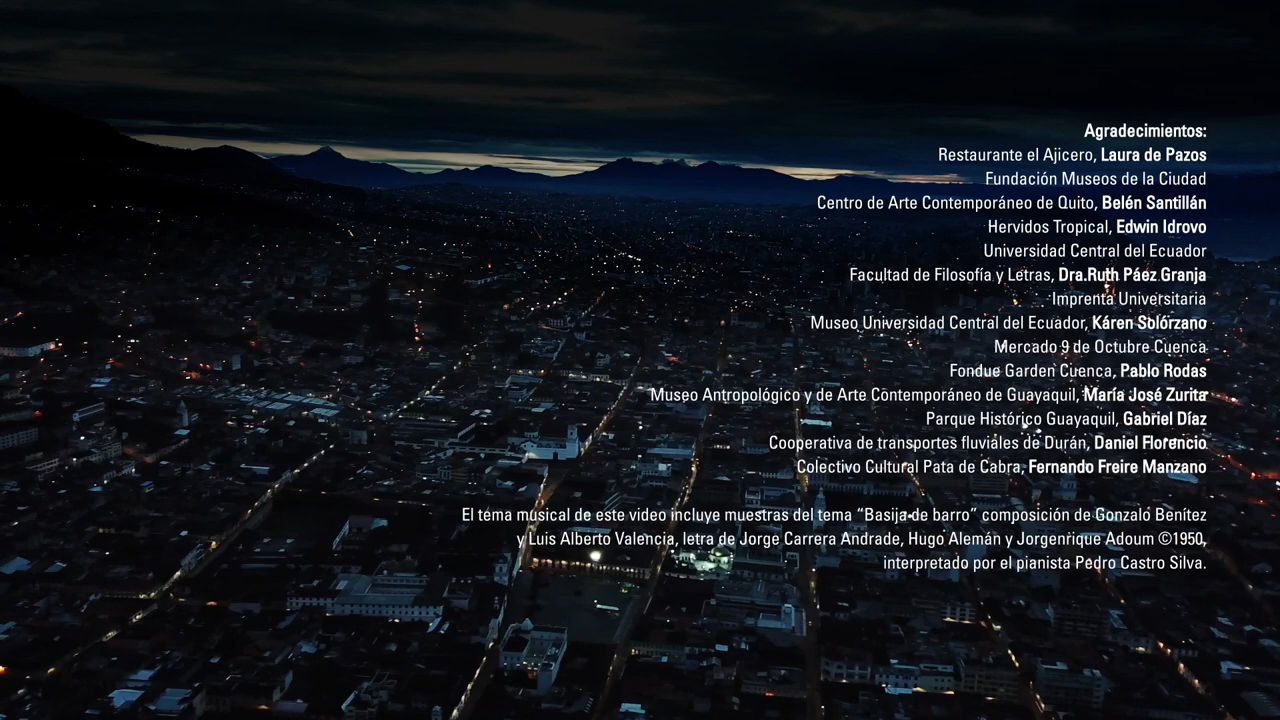 Agradecimientos:
Restaurante el Ajicero, Laura de Pazos
Fundación Museos de la Ciudad
Centro de Arte Contemporáneo de Quito, Belén Santillán
Hervidos Tropical, Edwin Idrovo
Universidad Central del Ecuador
Facultad de Filosofía y Letras, Dra.Ruth Páez Granja
Imprenta Universitaria
Museo Universidad Central del Ecuador, Káren Solórzano
Mercado 9 de Octubre Cuenca
Fondue Garden Cuenca, Pablo Rodas
Museo Antropológico y de Arte Contemporáneo de Guayaquil, María José Zurita
Parque Histórico Guayaquil, Gabriel Díaz
Cooperativa de transportes fluviales de Durán, Daniel Florencio
Colectivo Cultural Pata de Cabra, Fernando Freire Manzano
El tema musical de este video incluye muestras del tema “Basija de barro” composición de Gonzalo Benítez
y Luis Alberto Valencia, letra de Jorge Carrera Andrade, Hugo Alemán y Jorgenrique Adoum ©1950,
interpretado por el pianista Pedro Castro Silva.